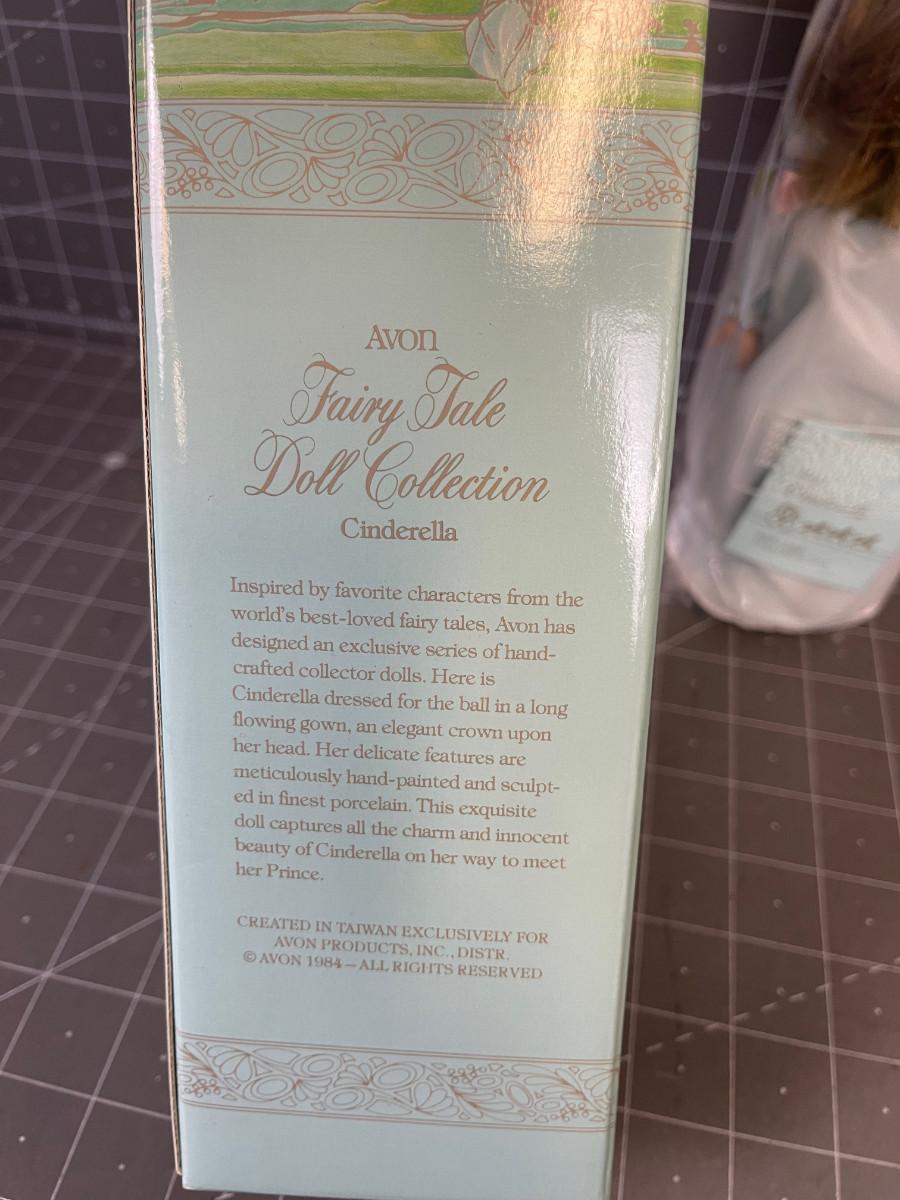 Avon
Fairy Tale
Doll Collection
Cinderella
Inspired by favorite characters from the
world's best-loved fairy tales, Avon has
designed an exclusive series of hand-
crafted collector dolls. Here is
Cinderella dressed for the ball in a long
flowing gown, an elegant crown upon
her head. Her delicate features are
meticulously hand-painted and sculpt-
ed in finest porcelain. This exquisite
doll captures all the charm and innocent
beauty of Cinderella on her way to meet
her Prince.
CREATED IN TAIWAN EXCLUSIVELY FOR
AVON PRODUCTS, INC., DISTR.
© AVON 1984 — ALL RIGHTS RESERVED